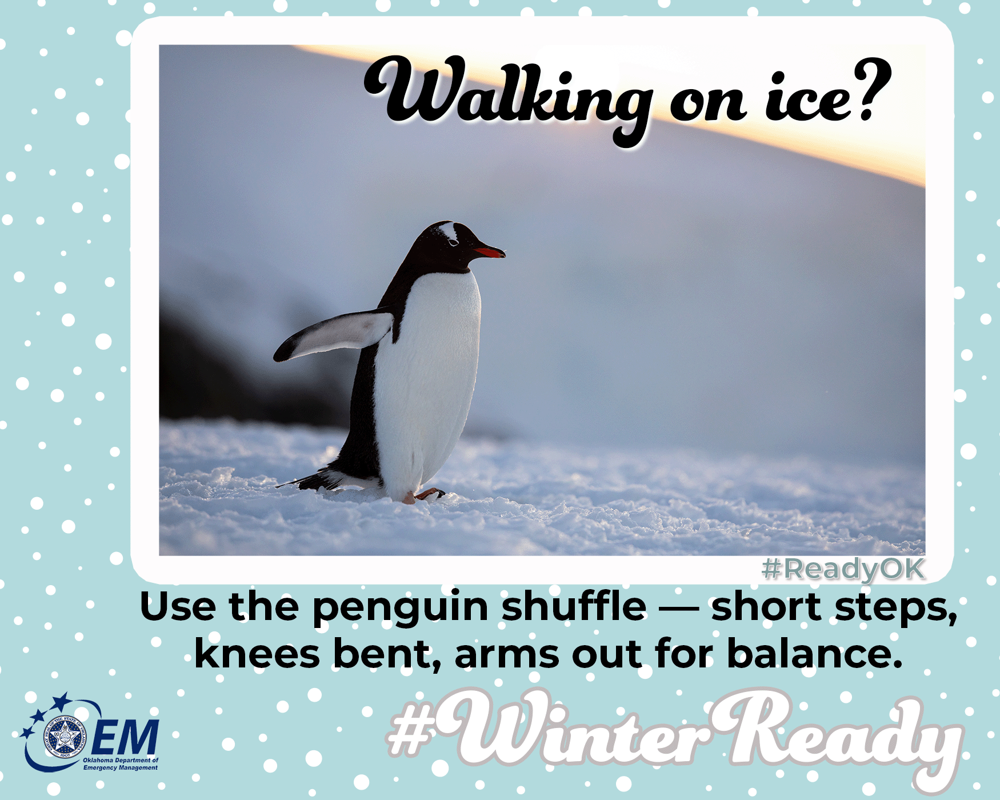 Walking on ice?
#ReadyOK
Use the penguin shuffle — short steps,
knees bent, arms out for balance.
#WinterReady
GREAT SEAL OF THE STATE OF OKLAHOMA
1907
OEM
Oklahoma Department of
Emergency Management